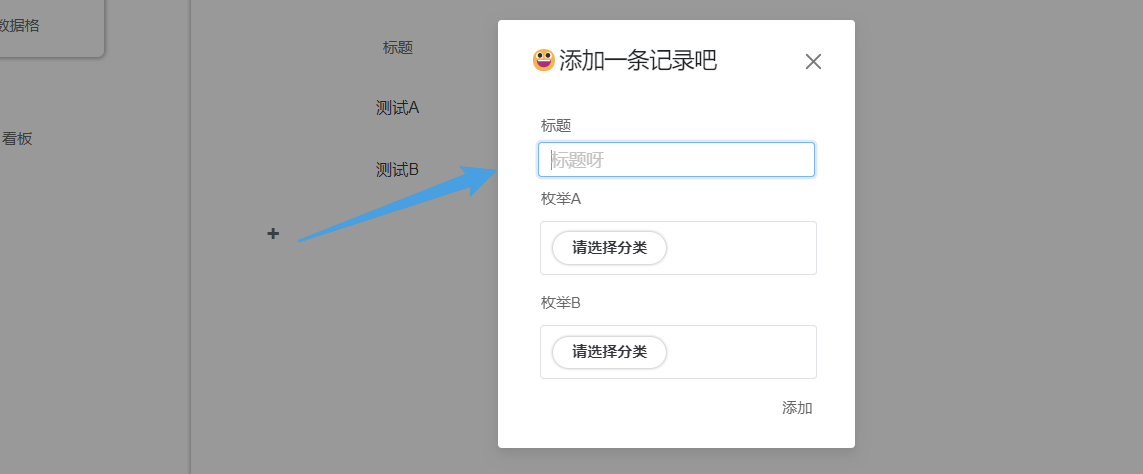 数据格
看板
标题
测试A
测试B
添加一条记录吧
标题
标题呀
枚举A
请选择分类
枚举B
请选择分类
添加